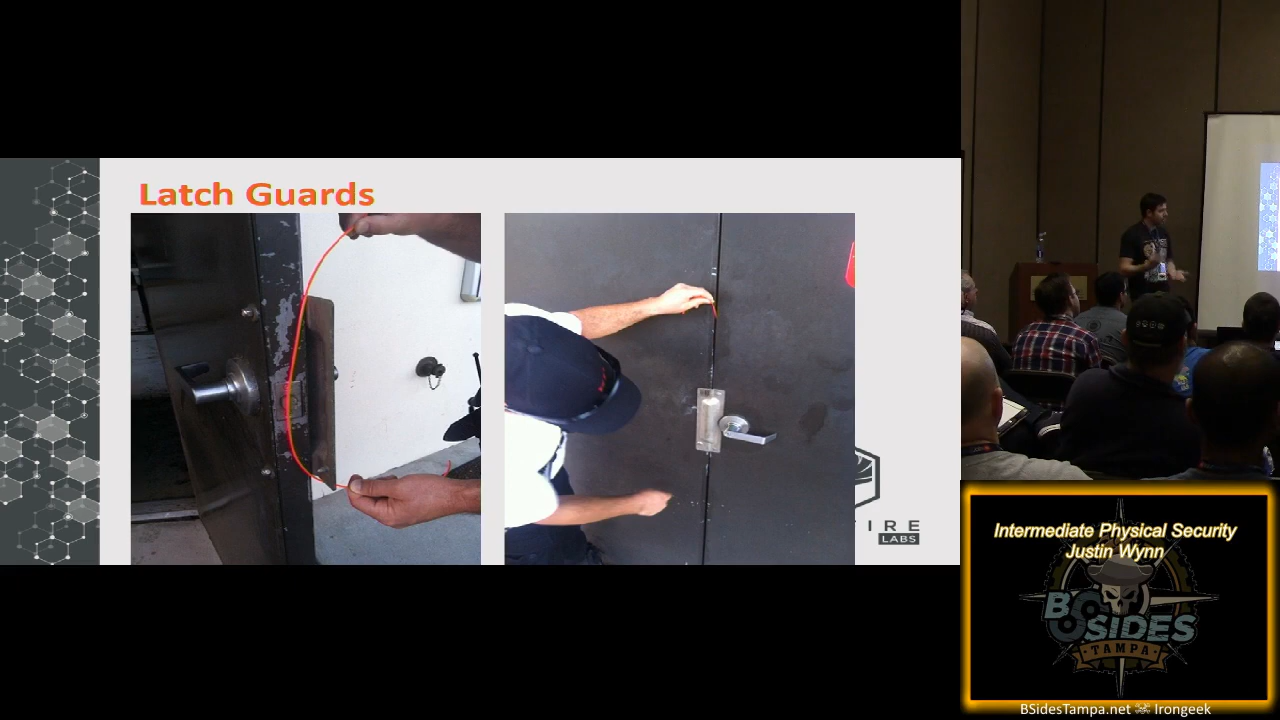 Latch Guards
IRE
LABS
Intermediate Physical Security
Justin Wynn
BSIDES
TAMPA
BSidesTampa.net Irongeek